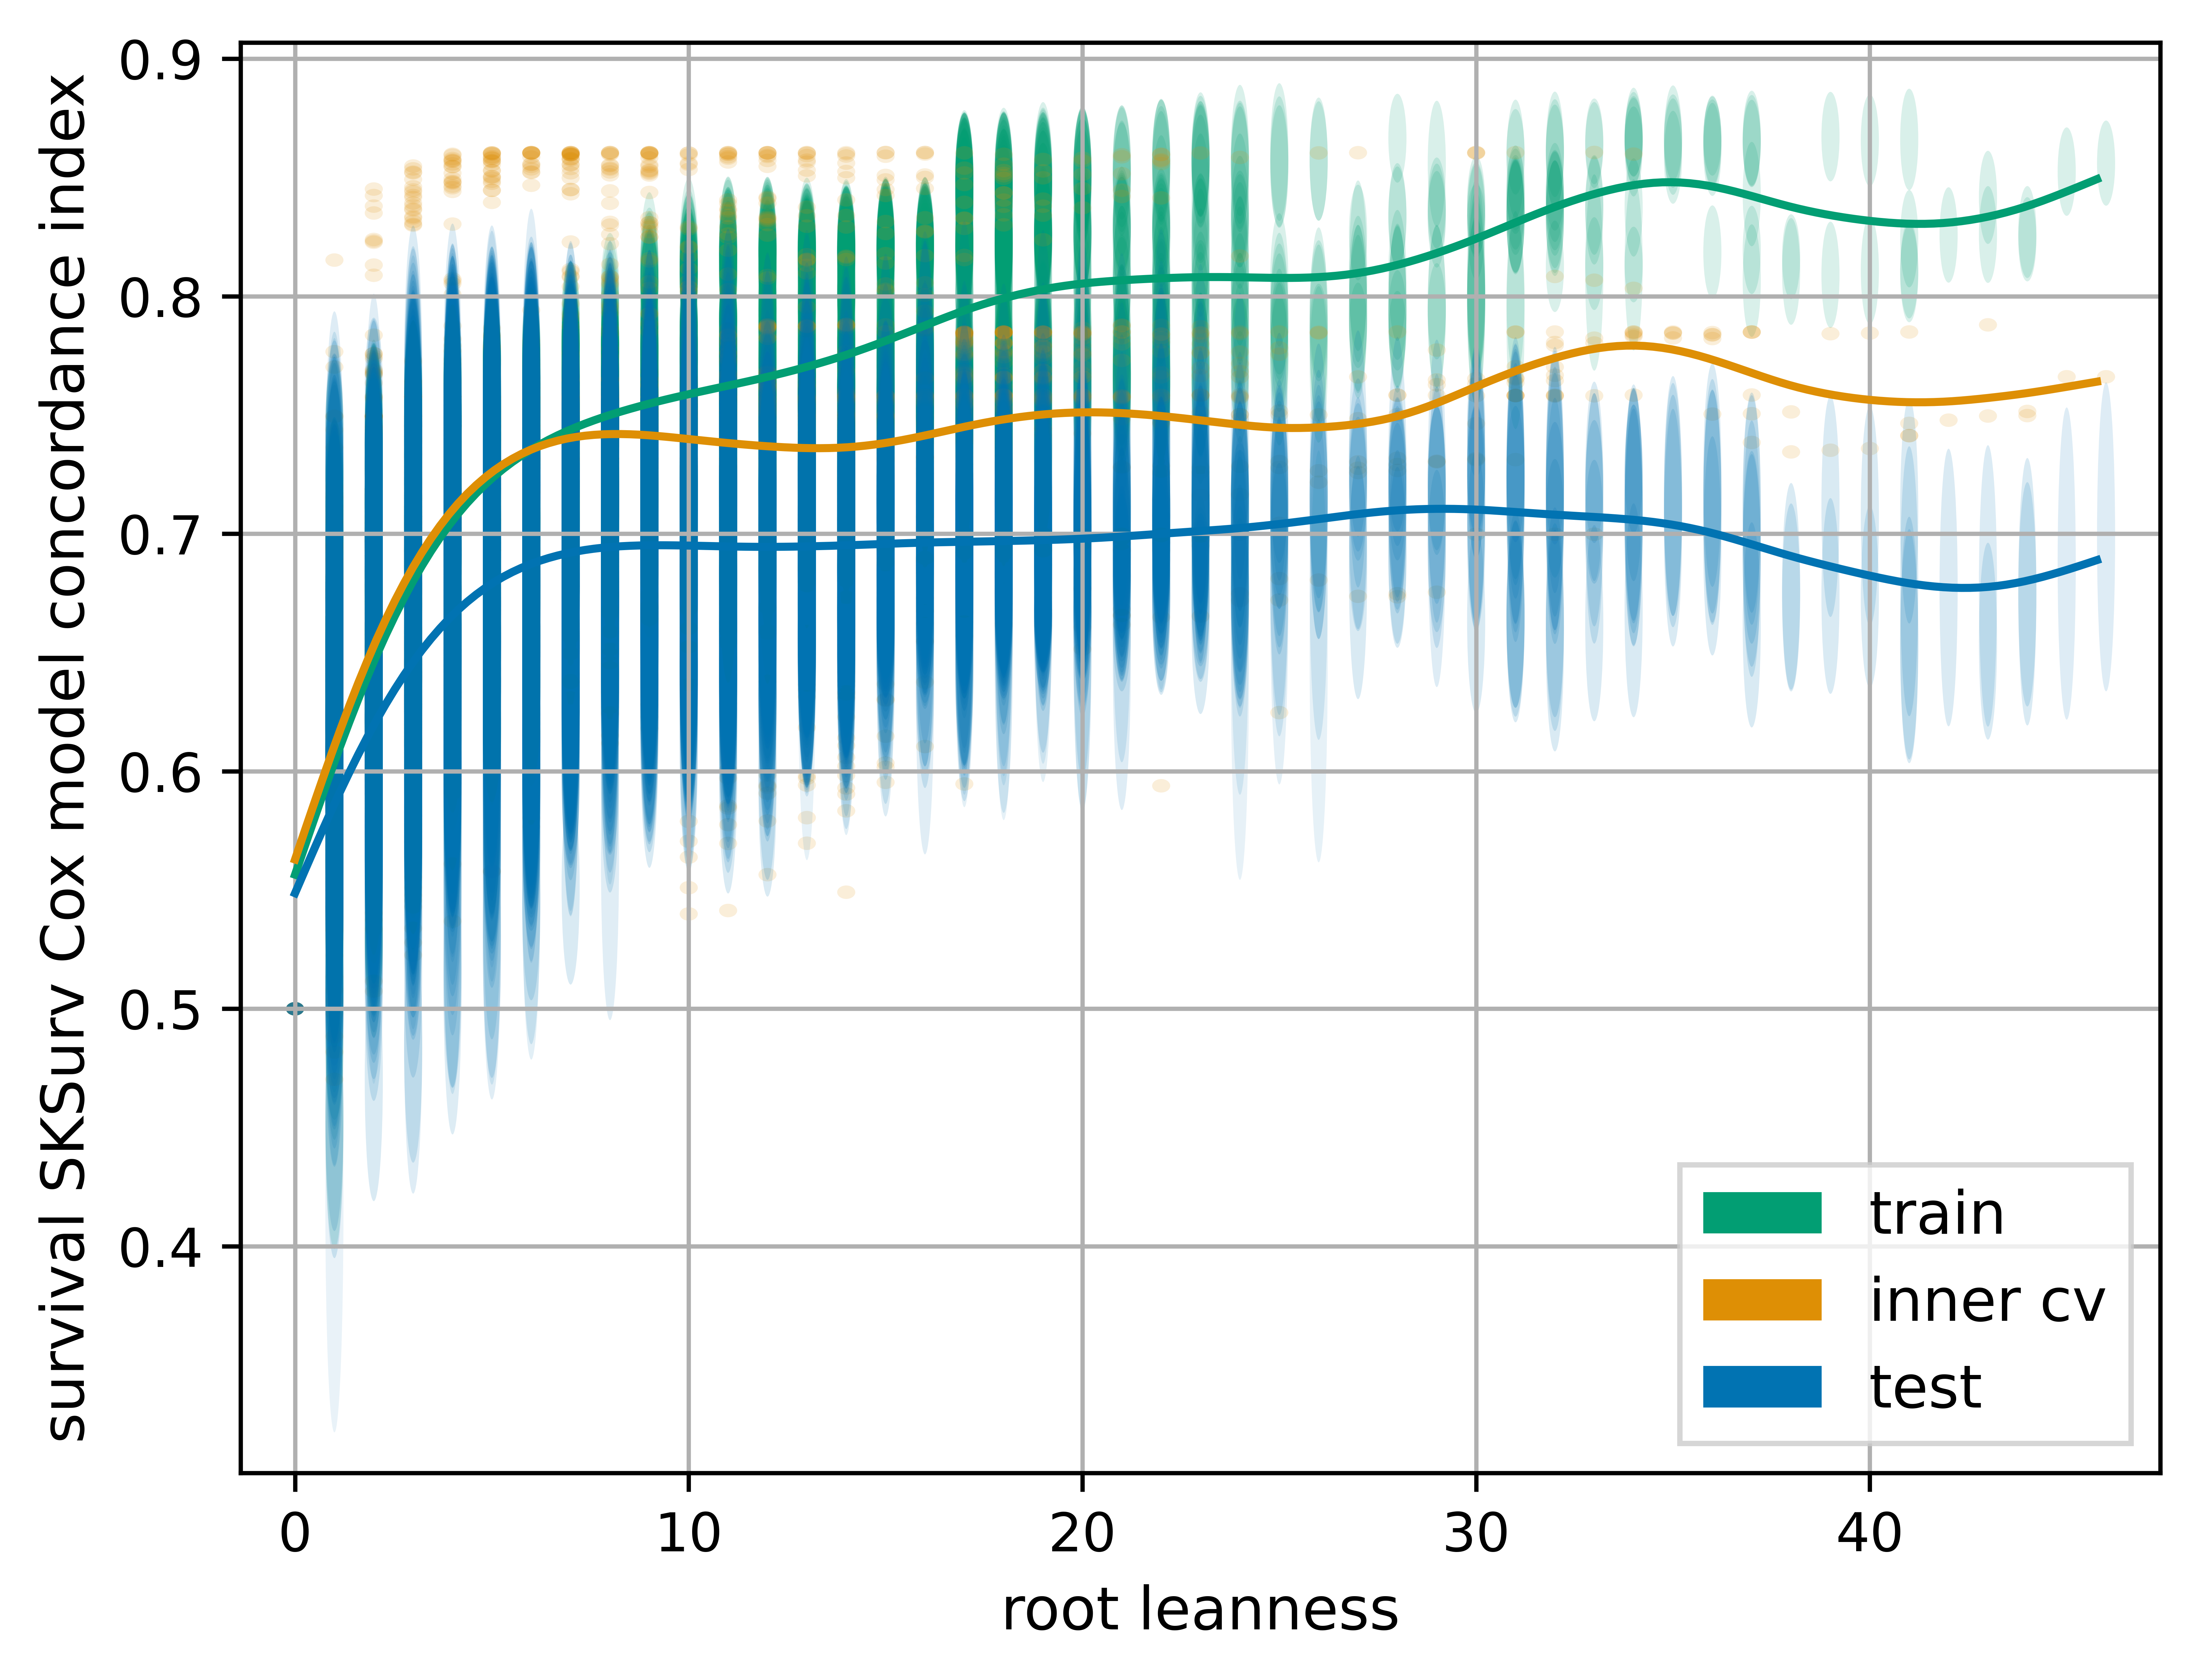 survival SKSurv Cox model concordance index
0.9
0.8
0.7
0.6
0.5
0.4
0
10
20
30
40
root leanness
train
inner cv
test